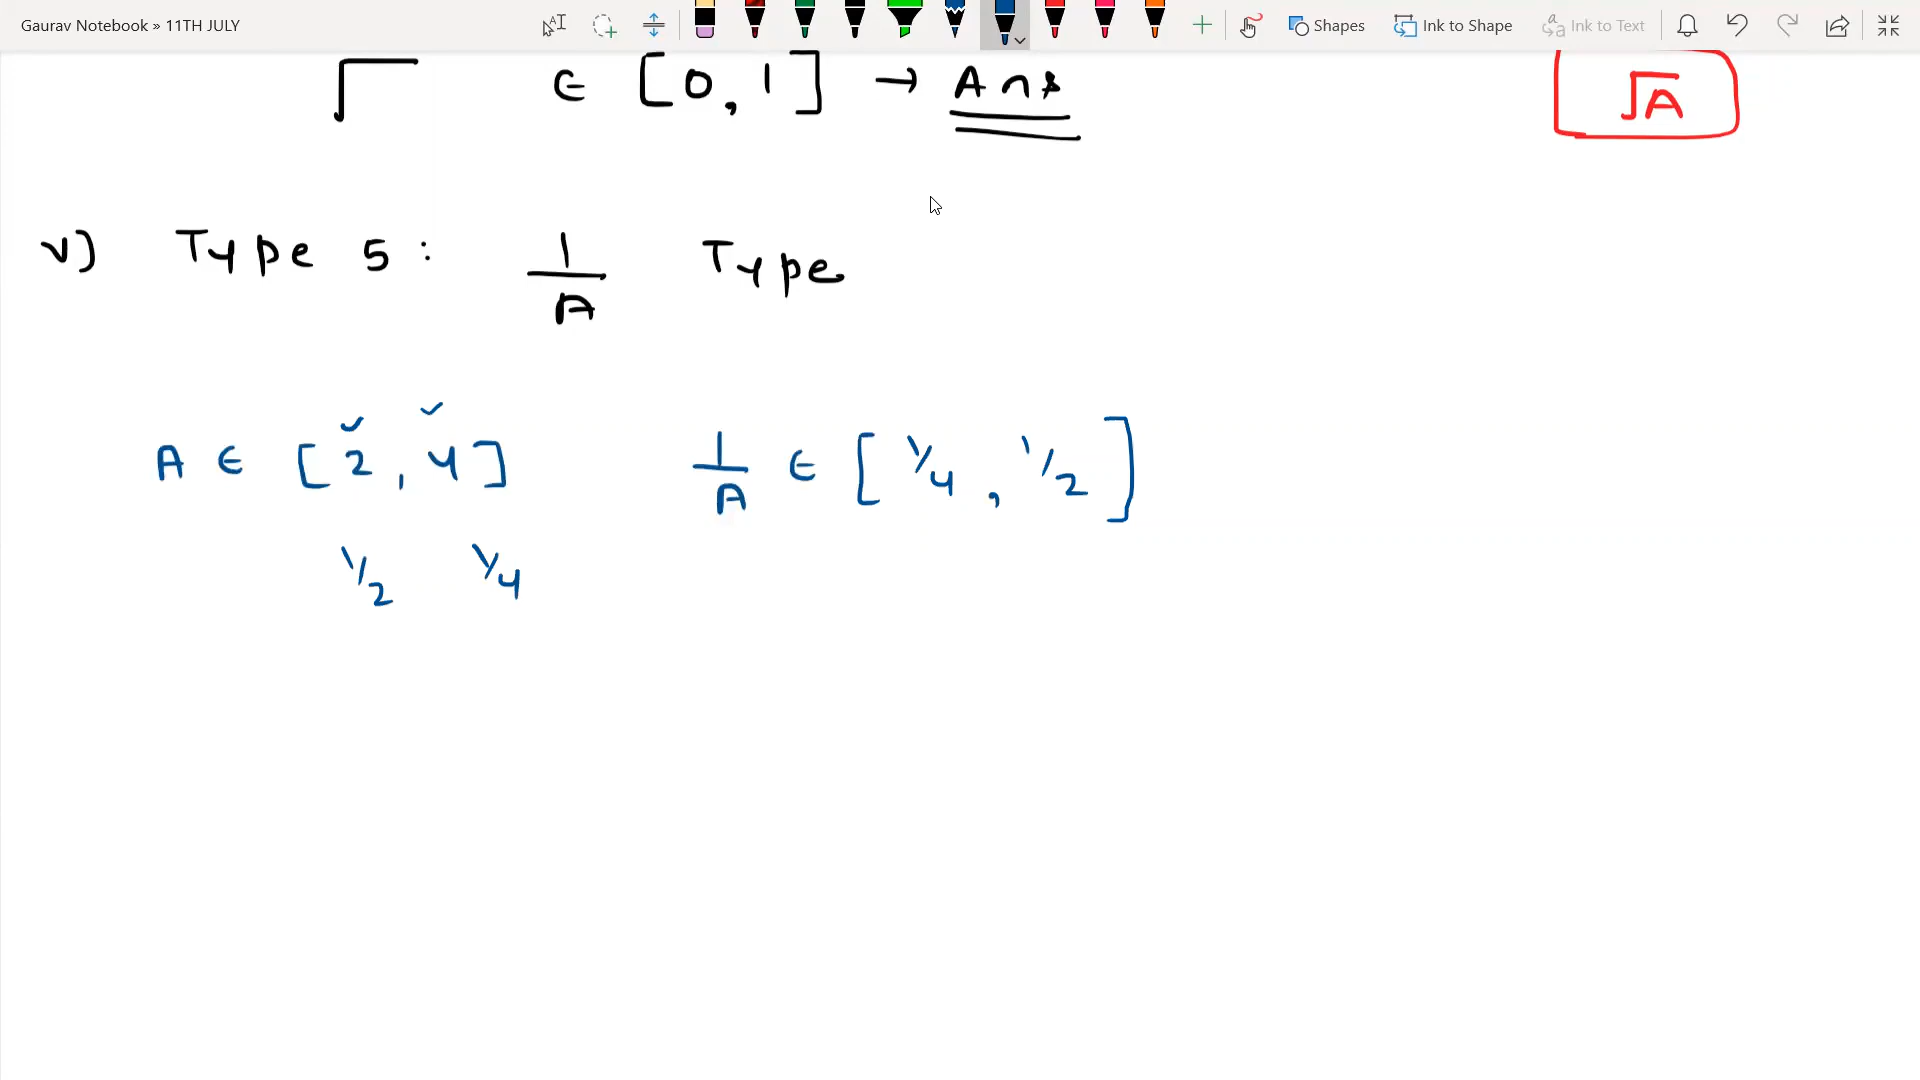 Gaurav Notebook » 11TH JULY
Shapes
Ink to Shape
Ink to Text
√ ∈ [0, 1] → Ans
√A
v) Type 5 : 1/A Type
A ∈ [2, 4] 1/A ∈ [1/4, 1/2]
1/2 1/4